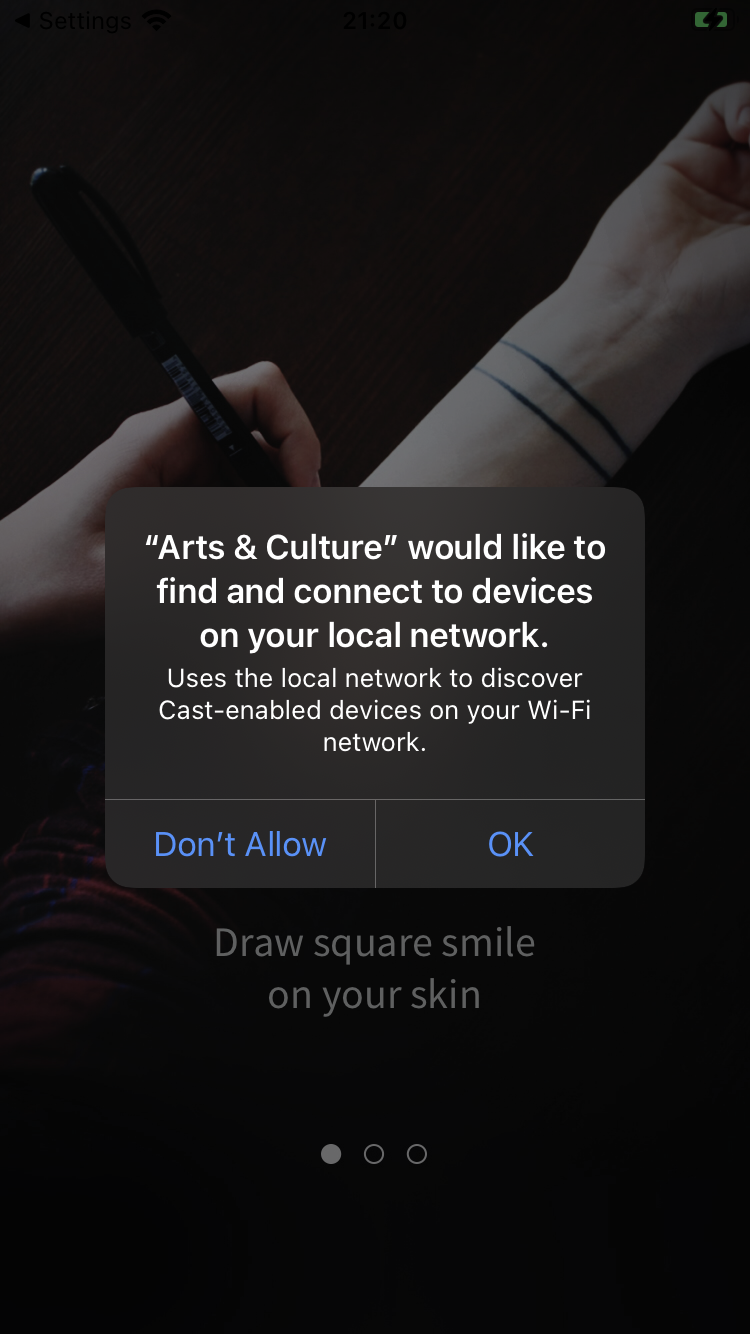 ◀ Settings 21:20
“Arts & Culture” would like to
find and connect to devices
on your local network.
Uses the local network to discover
Cast-enabled devices on your Wi-Fi
network.
Don’t Allow OK
Draw square smile
on your skin